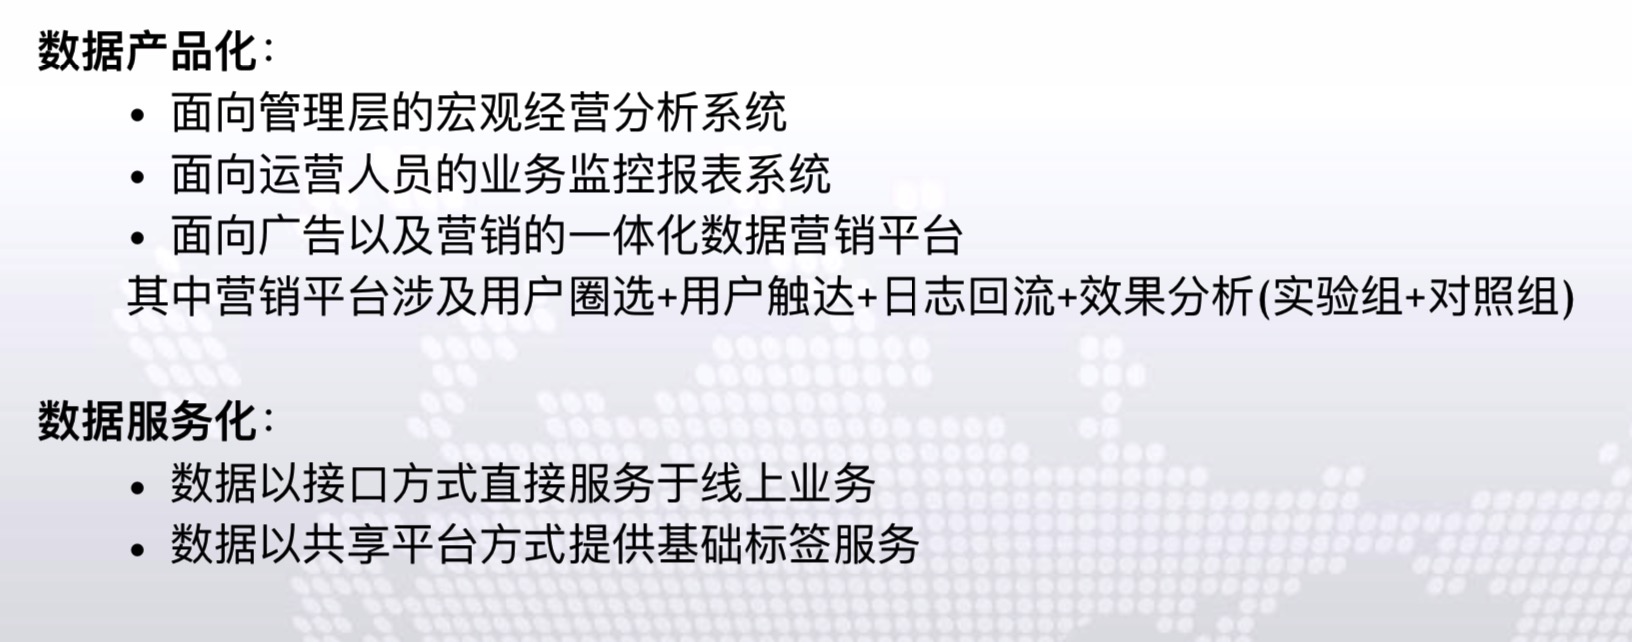 数据产品化：
• 面向管理层的宏观经营分析系统
• 面向运营人员的业务监控报表系统
• 面向广告以及营销的一体化数据营销平台
其中营销平台涉及用户圈选+用户触达+日志回流+效果分析(实验组+对照组)
数据服务化：
• 数据以接口方式直接服务于线上业务
• 数据以共享平台方式提供基础标签服务